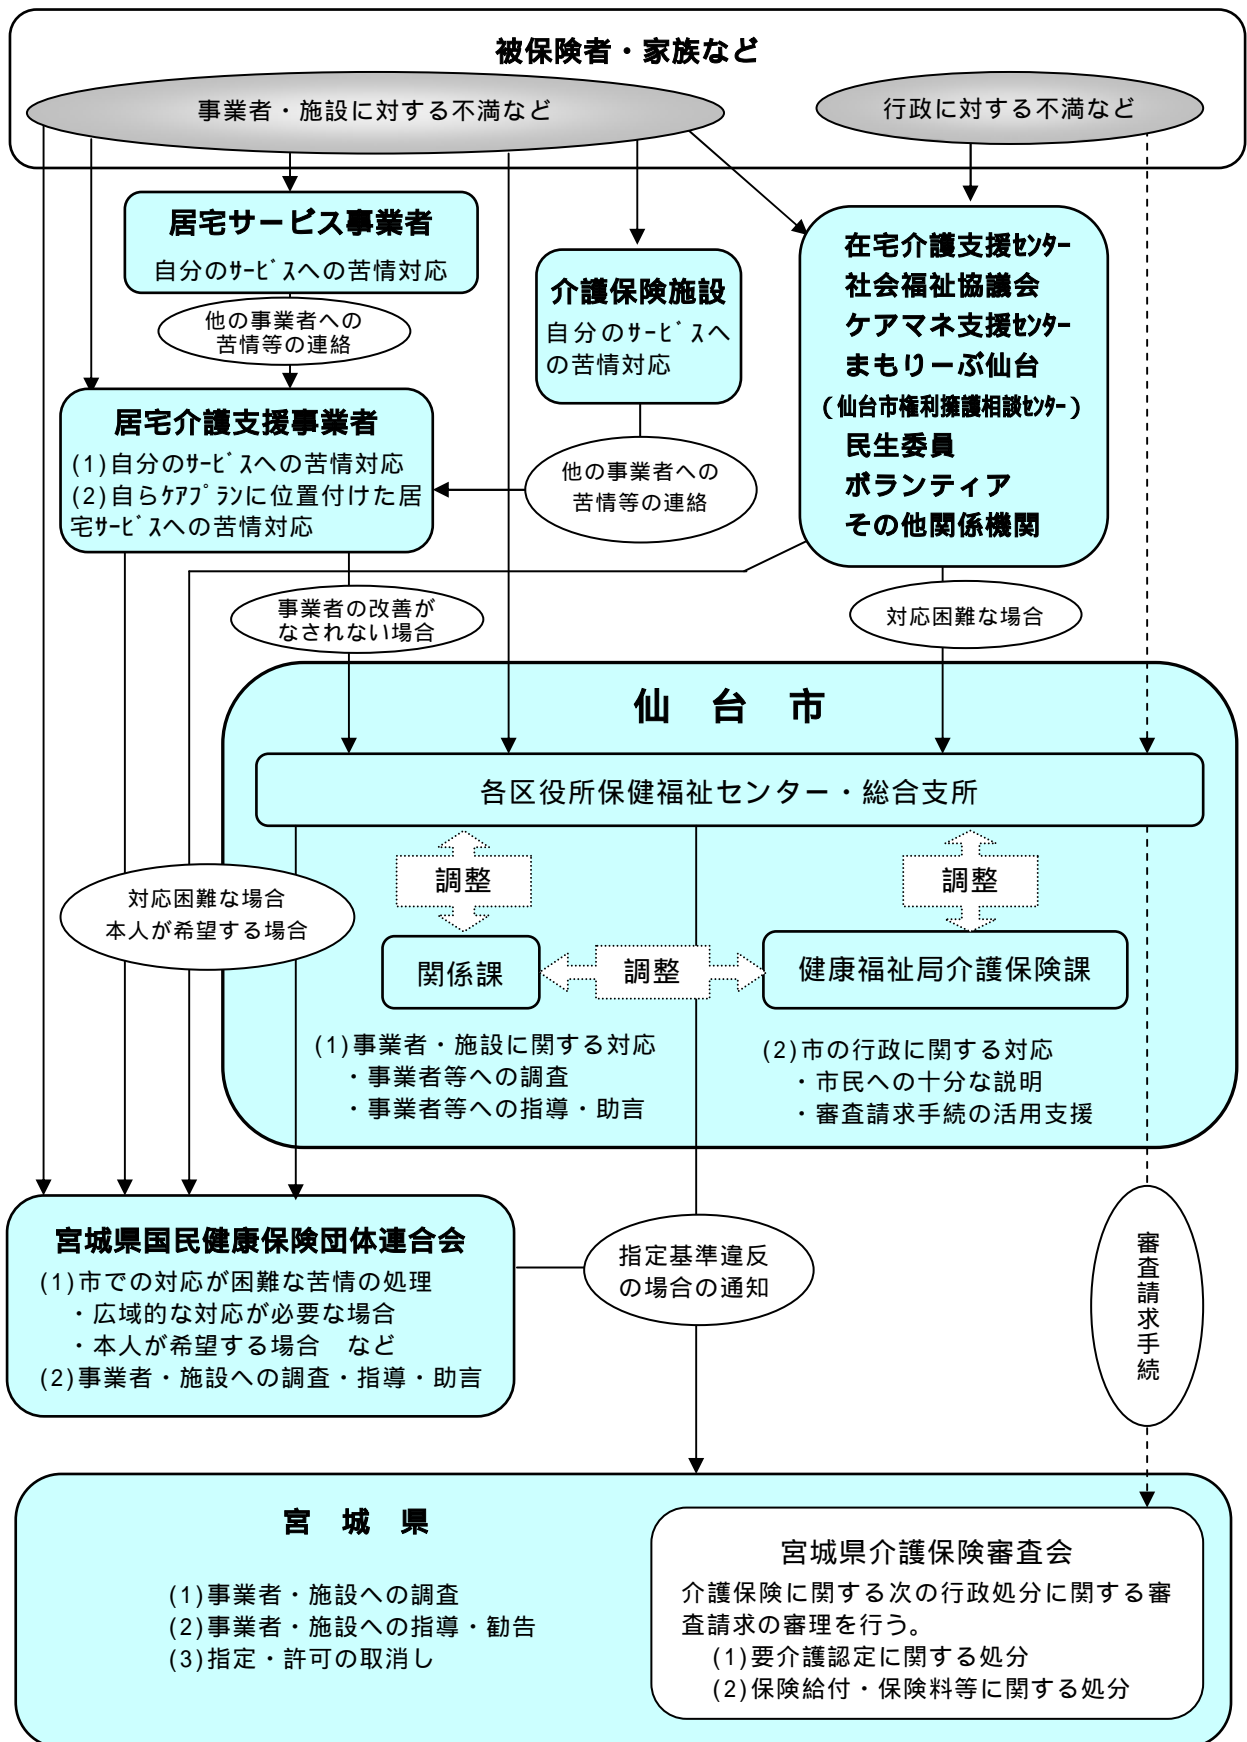 被保険者・家族など
事業者・施設に対する不満など
行政に対する不満など
居宅サービス事業者
自分のｻｰﾋﾞｽへの苦情対応
他の事業者への
苦情等の連絡
介護保険施設
自分のｻｰﾋﾞｽへ
の苦情対応
在宅介護支援ｾﾝﾀｰ
社会福祉協議会
ケアマネ支援ｾﾝﾀｰ
まもりーぶ仙台
（仙台市権利擁護相談ｾﾝﾀｰ）
民生委員
ボランティア
その他関係機関
居宅介護支援事業者
(1)自分のｻｰﾋﾞｽへの苦情対応
(2)自らｹｱﾌﾟﾗﾝに位置付けた居
宅ｻｰﾋﾞｽへの苦情対応
他の事業者への
苦情等の連絡
事業者の改善が
なされない場合
対応困難な場合
仙　台　市
各区役所保健福祉センター・総合支所
調整
調整
対応困難な場合
本人が希望する場合
関係課
調整
健康福祉局介護保険課
(1)事業者・施設に関する対応
・事業者等への調査
・事業者等への指導・助言
(2)市の行政に関する対応
・市民への十分な説明
・審査請求手続の活用支援
宮城県国民健康保険団体連合会
(1)市での対応が困難な苦情の処理
・広域的な対応が必要な場合
・本人が希望する場合　など
(2)事業者・施設への調査・指導・助言
指定基準違反
の場合の通知
審査請求手続
宮　城　県
(1)事業者・施設への調査
(2)事業者・施設への指導・勧告
(3)指定・許可の取消し
宮城県介護保険審査会
介護保険に関する次の行政処分に関する審
査請求の審理を行う。
(1)要介護認定に関する処分
(2)保険給付・保険料等に関する処分